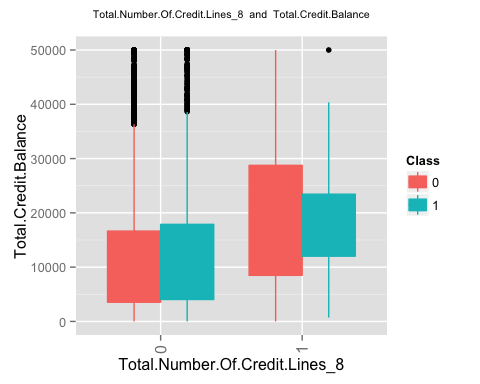 Total.Number.Of.Credit.Lines_8 and Total.Credit.Balance
Total.Credit.Balance
50000
40000
30000
20000
10000
0
0
1
Total.Number.Of.Credit.Lines_8
Class
0
1